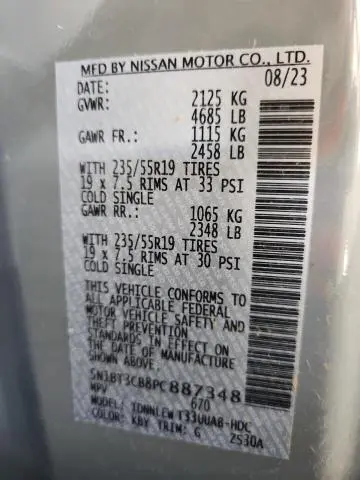 MFD BY NISSAN MOTOR CO., LTD.
DATE: 08/23
GVWR: 2125 KG
4685 LB
GAWR FR.: 1115 KG
2458 LB
WITH 235/55R19 TIRES
19 x 7.5 RIMS AT 33 PSI
COLD SINGLE
GAWR RR.: 1065 KG
2348 LB
WITH 235/55R19 TIRES
19 x 7.5 RIMS AT 30 PSI
COLD SINGLE
THIS VEHICLE CONFORMS TO
ALL APPLICABLE FEDERAL
MOTOR VEHICLE SAFETY AND
THEFT PREVENTION
STANDARDS IN EFFECT ON
THE DATE OF MANUFACTURE
SHOWN ABOVE.
5N1BT3CB8PC887348
MPV 670
TDNNLEW T33UUAB-HDC
COLOR: KBY TRIM: G 2S30A